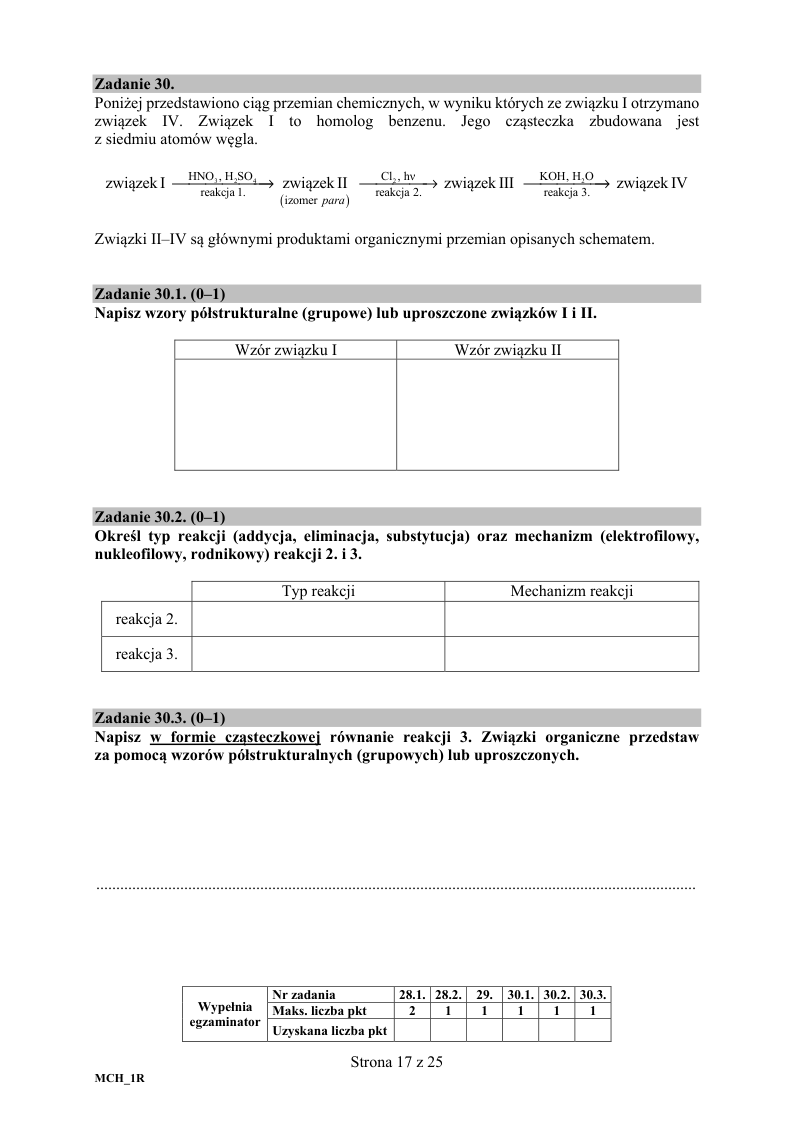 Zadanie 30.
Poniżej przedstawiono ciąg przemian chemicznych, w wyniku których ze związku I otrzymano
związek IV. Związek I to homolog benzenu. Jego cząsteczka zbudowana jest
z siedmiu atomów węgla.
związek I HNO₃, H₂SO₄ reakcja 1. → związek II (izomer para) Cl₂, hν reakcja 2. → związek III KOH, H₂O reakcja 3. → związek IV
Związki II–IV są głównymi produktami organicznymi przemian opisanych schematem.
Zadanie 30.1. (0–1)
Napisz wzory półstrukturalne (grupowe) lub uproszczone związków I i II.
Wzór związku I Wzór związku II
Zadanie 30.2. (0–1)
Określ typ reakcji (addycja, eliminacja, substytucja) oraz mechanizm (elektrofilowy,
nukleofilowy, rodnikowy) reakcji 2. i 3.
Typ reakcji Mechanizm reakcji
reakcja 2.
reakcja 3.
Zadanie 30.3. (0–1)
Napisz w formie cząsteczkowej równanie reakcji 3. Związki organiczne przedstaw
za pomocą wzorów półstrukturalnych (grupowych) lub uproszczonych.
Wypełnia egzaminator
Nr zadania 28.1. 28.2. 29. 30.1. 30.2. 30.3.
Maks. liczba pkt 2 1 1 1 1 1
Uzyskana liczba pkt
Strona 17 z 25
MCH_1R